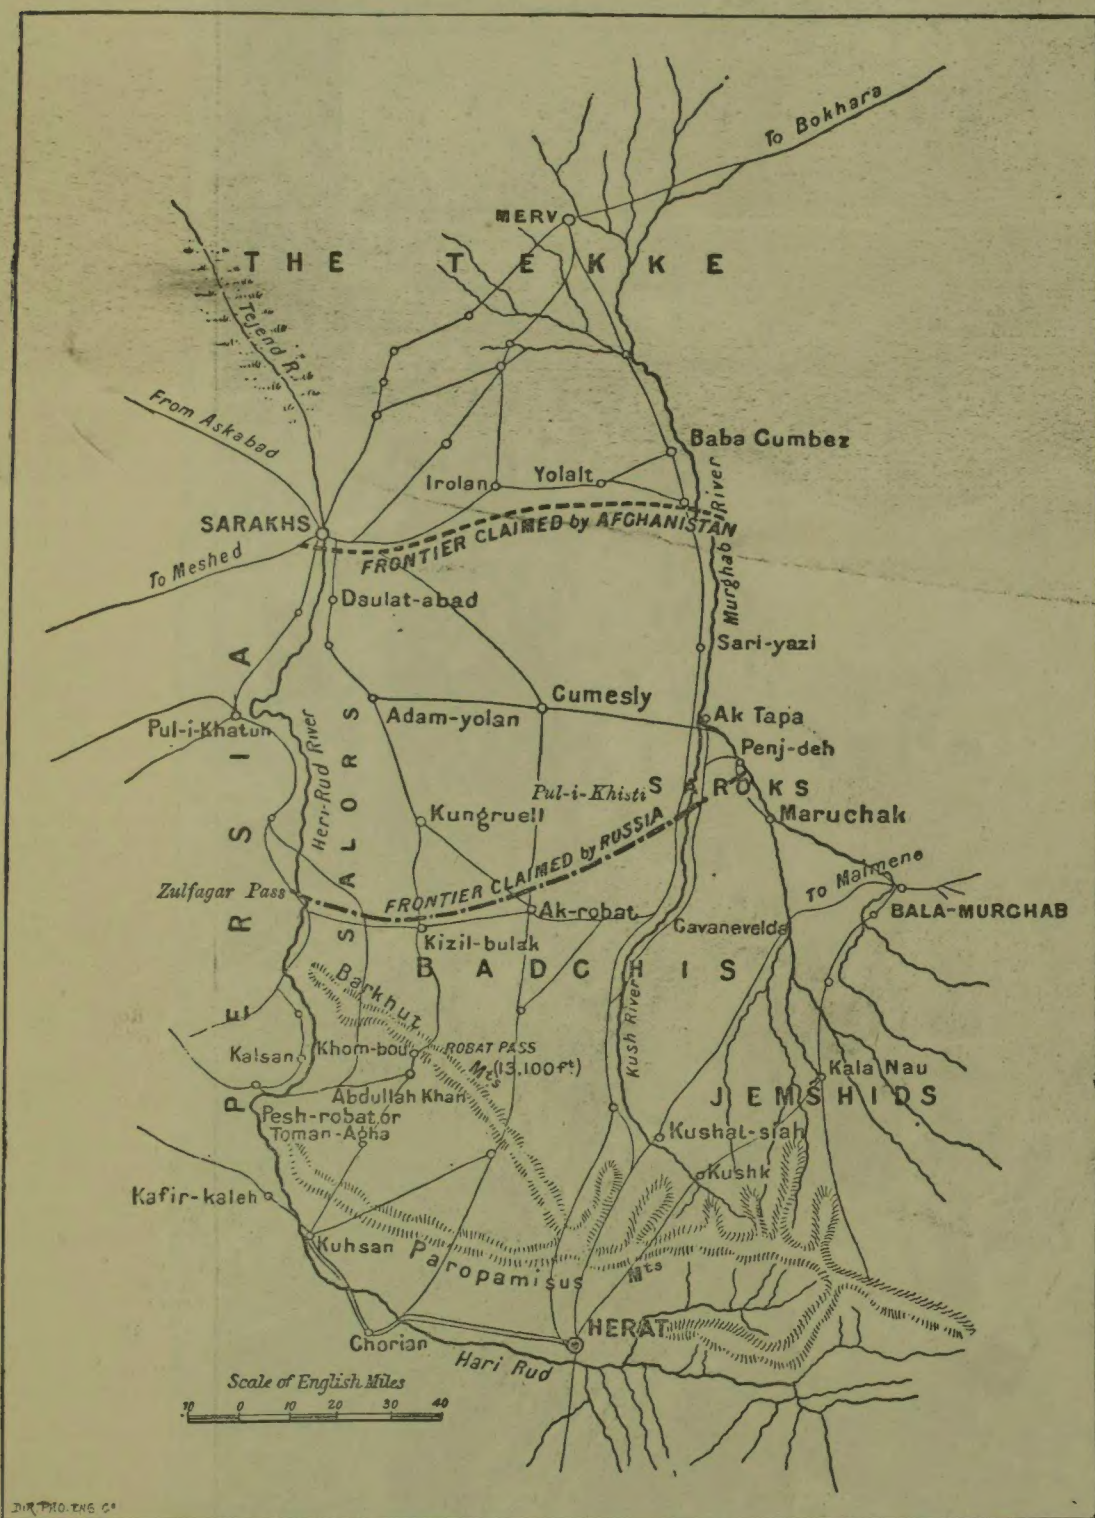 To Bokhara
MERV
THE TEKKE
Tejend R.
From Askabad
Baba Gumbez
Irolan
Yolalt
SARAKHS
FRONTIER CLAIMED by AFGHANISTAN
To Meshed
Murghab River
Daulat-abad
Sari-yazi
Gumesly
Adam-yolan
Ak Tapa
Pul-i-Khatun
Heri-Rud River
SALORS
PERSIA
Penj-deh
Pul-i-Khisti
SAROKS
Kungruell
Maruchak
FRONTIER CLAIMED by RUSSIA
To Maimene
Zulfagar Pass
Ak-robat
BALA-MURGHAB
Gavanevelda
Kizil-bulak
BADGHIS
Barkhut Mts
Kush River
Kalsan
Khom-bou
ROBAT PASS
(13,100 ft)
Kala Nau
Abdullah Khan
JEMSHIDS
Pesh-robat or
Toman-Agha
Kushal-siah
Kushk
Kafir-kaleh
Kuhsan
Paropamisus Mts
HERAT
Chorian
Hari Rud
Scale of English Miles
10 0 10 20 30 40